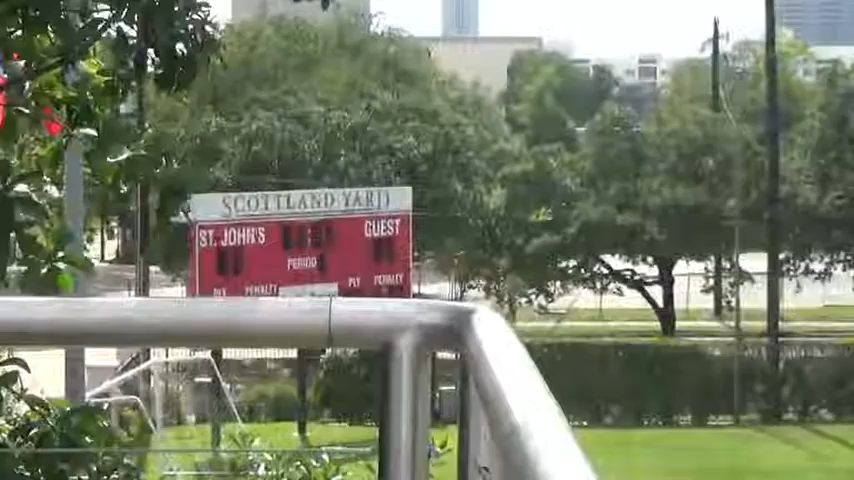 SCOTTLAND YARD
ST. JOHN'S GUEST
PERIOD
PLY PENALTY PLY PENALTY